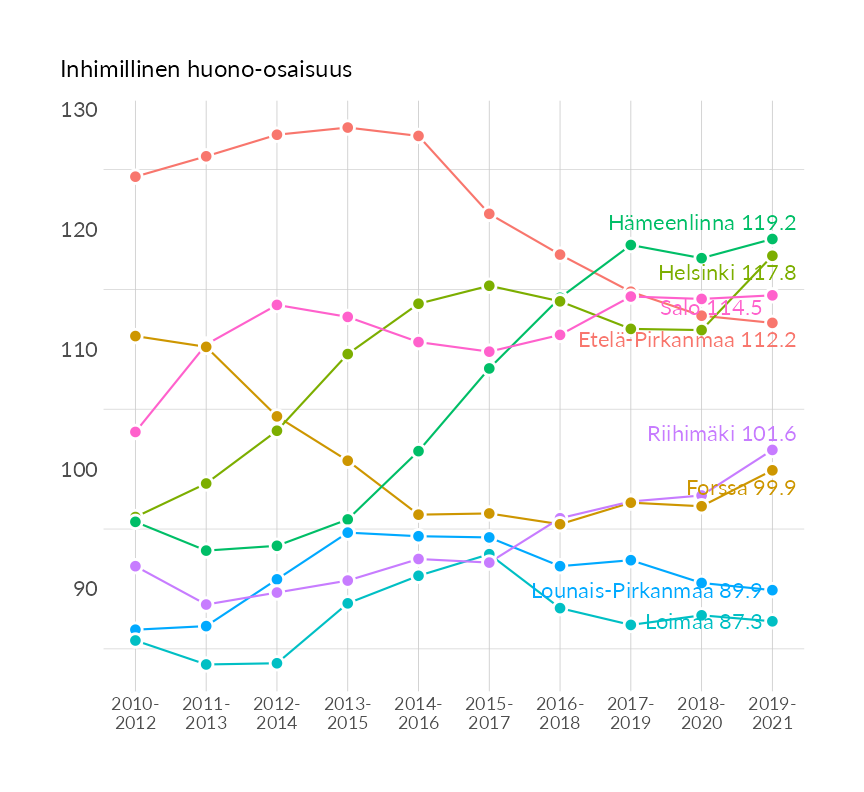 Inhimillinen huono-osaisuus
130
120
110
100
90
Hämeenlinna 119.2
Helsinki 117.8
Salo 114.5
Etelä-Pirkanmaa 112.2
Riihimäki 101.6
Forssa 99.9
Lounais-Pirkanmaa 89.9
Loimaa 87.3
2010- 2011- 2012- 2013- 2014- 2015- 2016- 2017- 2018- 2019-
2012 2013 2014 2015 2016 2017 2018 2019 2020 2021